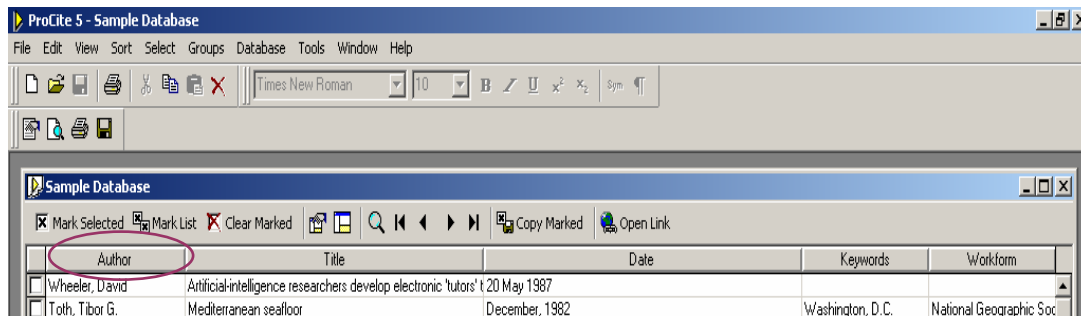 ProCite 5 - Sample Database
File Edit View Sort Select Groups Database Tools Window Help
Times New Roman 10 B I U x² x₂ Sym ¶
Sample Database
Mark Selected Mark List Clear Marked Copy Marked Open Link
Author Title Date Keywords Workform
Wheeler, David Artificial-intelligence researchers develop electronic 'tutors' t 20 May 1987
Toth, Tibor G. Mediterranean seafloor December, 1982 Washington, D.C. National Geographic Soc